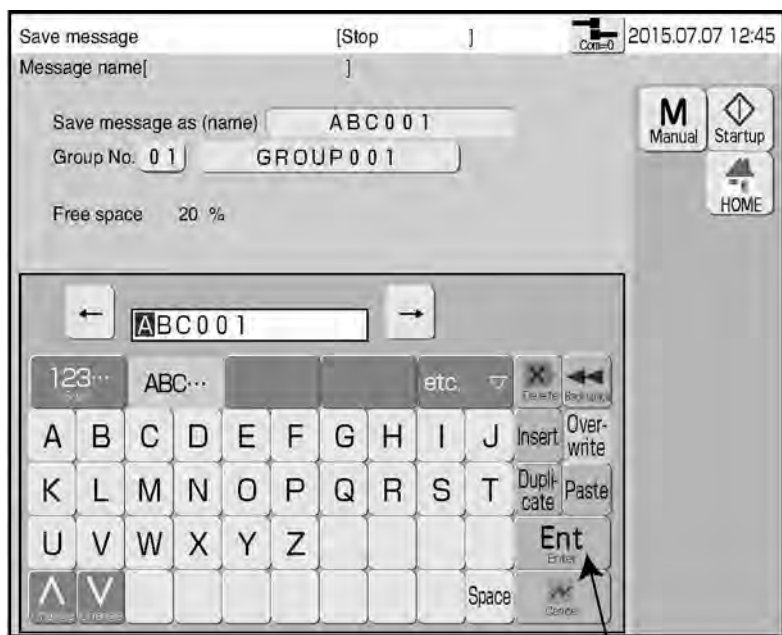 Save message [Stop ] Com=0 2015.07.07 12:45
Message name[ ]
Save message as (name) ABC001
Group No. 01 GROUP001
Free space 20 %
M Manual
Startup
HOME
← ABC001 →
123… ABC… etc. Delete
A B C D E F G H I J Insert Over-write
K L M N O P Q R S T Dupli-cate Paste
U V W X Y Z Ent Enter
Space Cancel